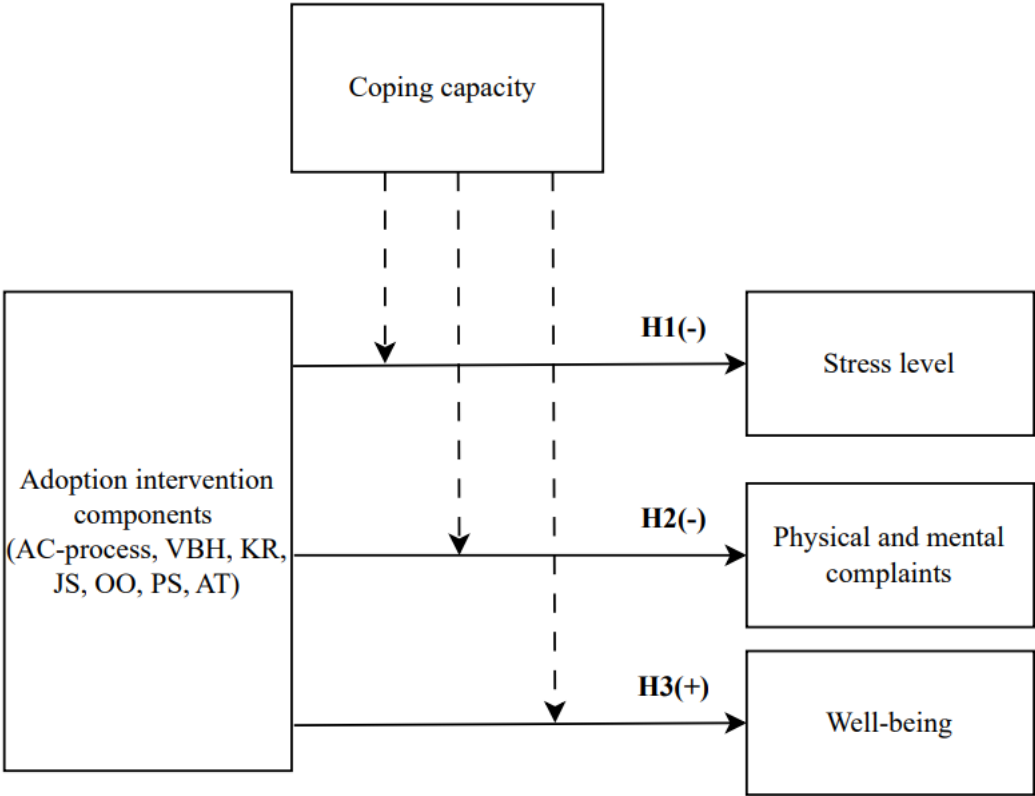 Coping capacity
H1(-)
Stress level
Adoption intervention
components
(AC-process, VBH, KR,
JS, OO, PS, AT)
H2(-)
Physical and mental
complaints
H3(+)
Well-being